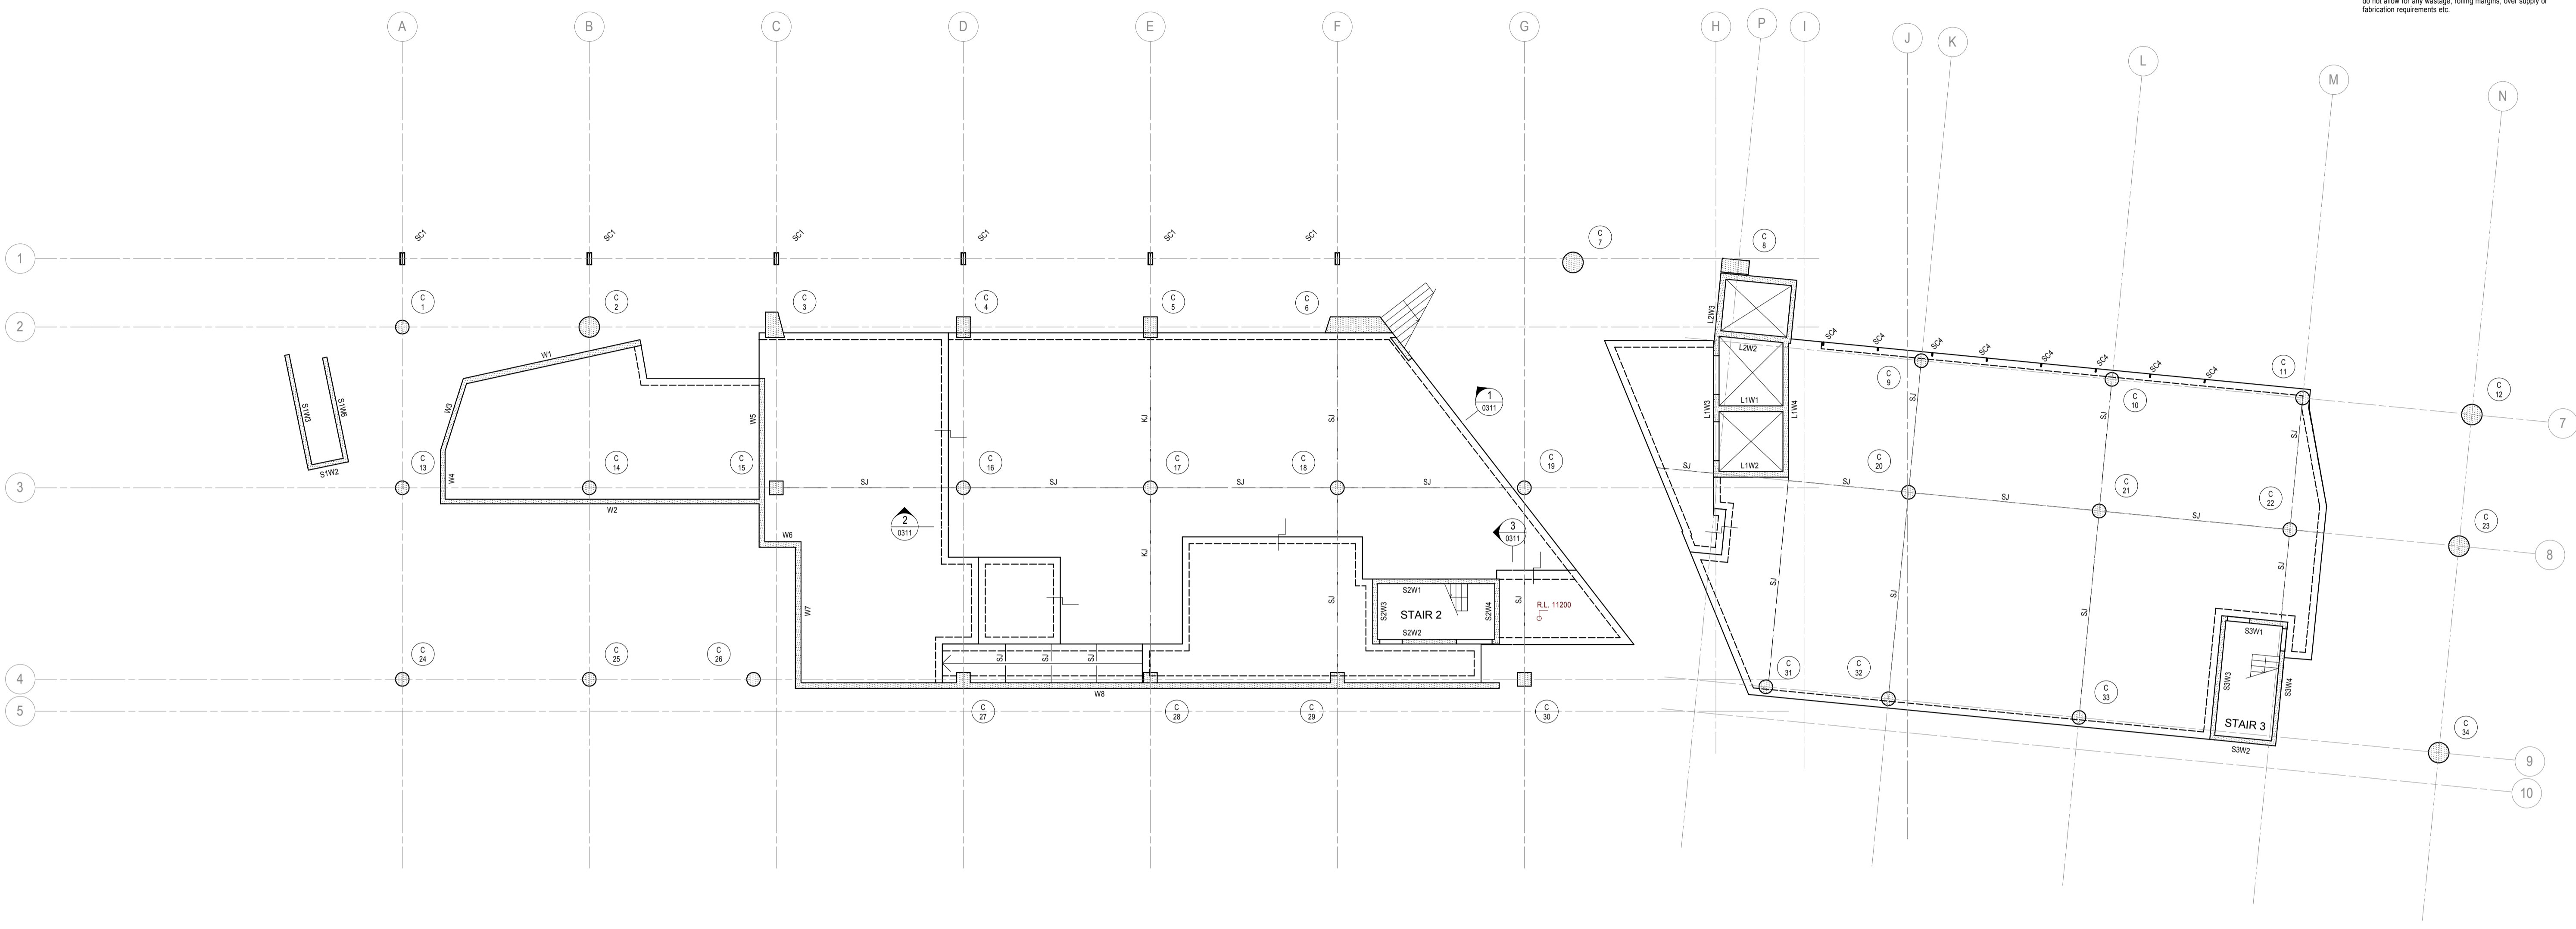 do not allow for any wastage, rolling margins, over supply or
fabrication requirements etc.
A B C D E F G H P I J K L M N
SC1 SC1 SC1 SC1 SC1 SC1
C 7
C 8
1
C 1
C 2
C 3
C 4
C 5
C 6
2
L2W3
SC4 SC4 SC4 SC4 SC4 SC4 SC4 SC4
W1
L2W2
C 9
C 10
C 11
C 12
7
S1W3
S1W6
W3
W5
KJ
SJ
1
0311
L1W3
L1W1
L1W4
SJ
SJ
SJ
S1W2
C 13
W4
C 14
C 15
C 16
C 17
C 18
C 19
L1W2
C 20
C 21
C 22
C 23
3
SJ SJ SJ SJ
SJ
SJ
SJ
SJ
8
W2
2
0311
3
0311
W6
KJ
SJ
SJ
SJ
SJ
SJ
SJ
W7
S2W1
S2W3
STAIR 2
S2W4
S2W2
SJ
R.L. 11200
S3W1
S3W3
S3W4
STAIR 3
S3W2
C 24
C 25
C 26
SJ SJ SJ
C 31
C 32
C 33
C 34
4
W8
5
C 27
C 28
C 29
C 30
9
10